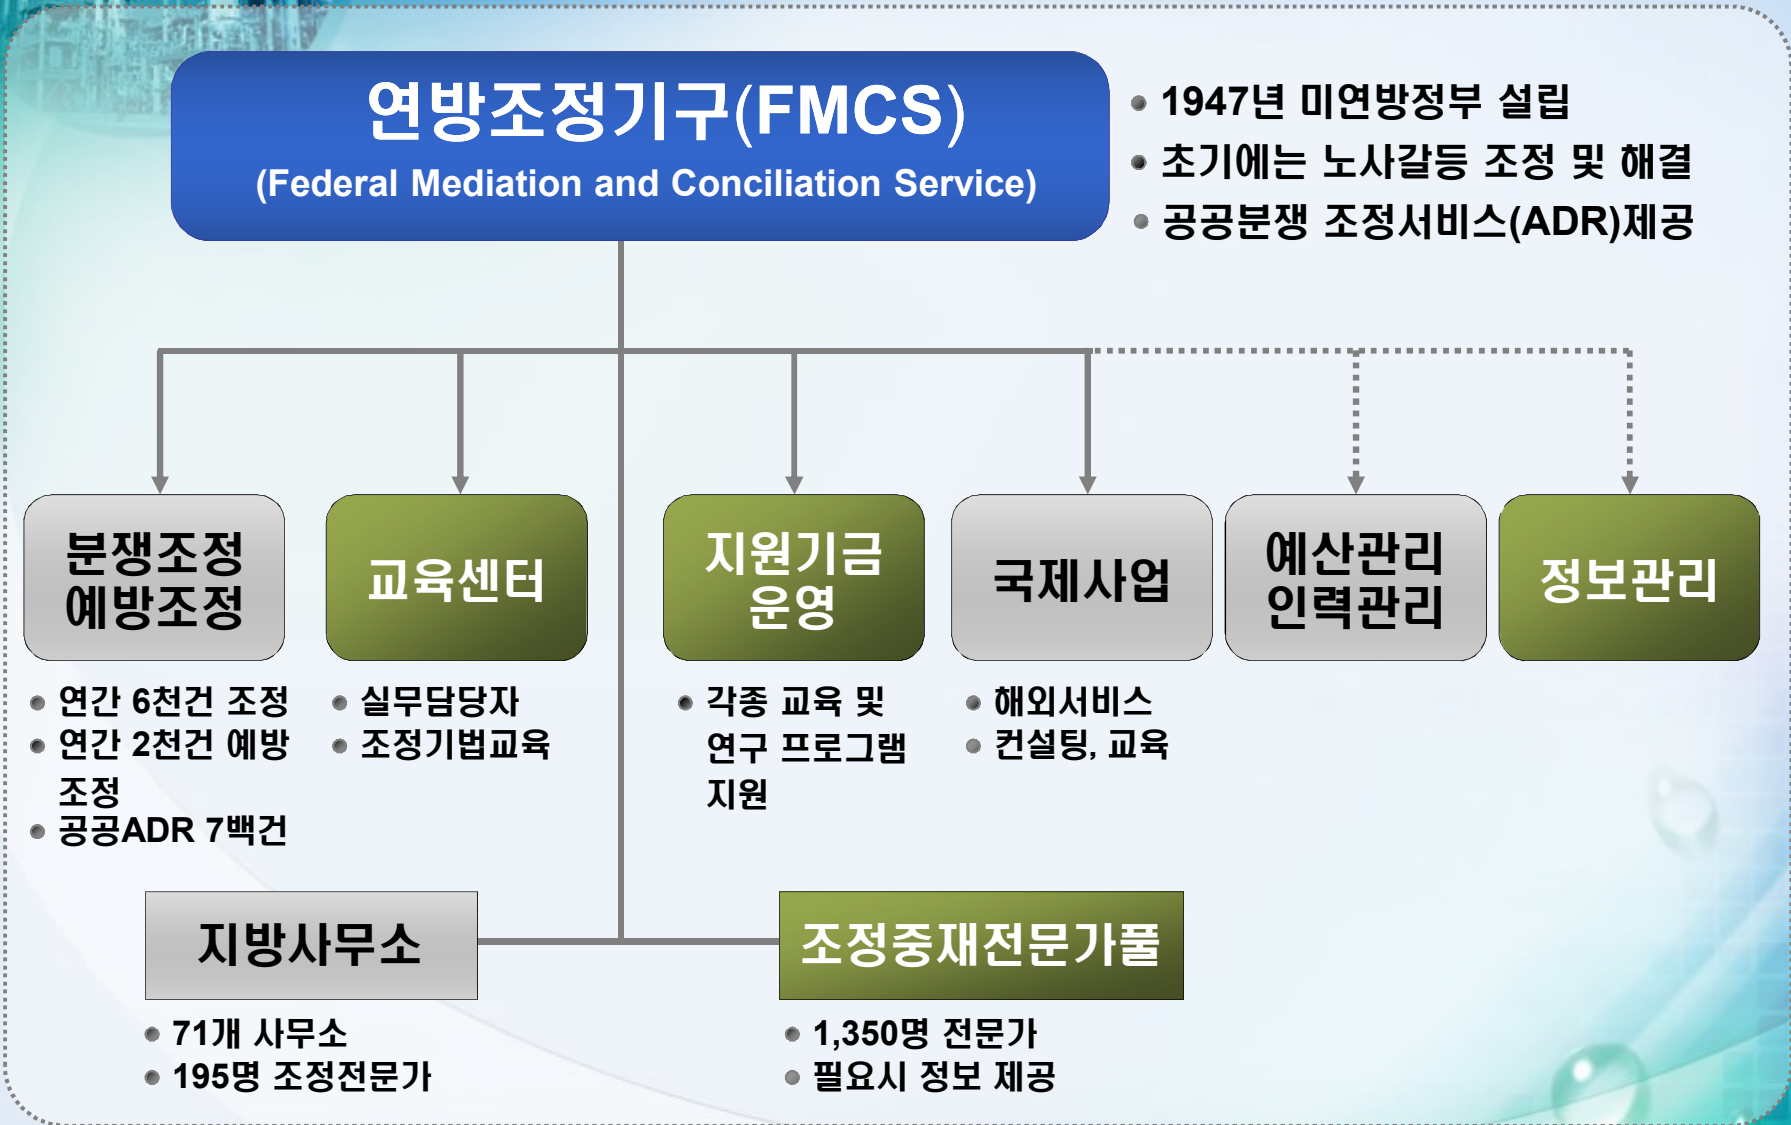 연방조정기구(FMCS)
(Federal Mediation and Conciliation Service)
1947년 미연방정부 설립
초기에는 노사갈등 조정 및 해결
공공분쟁 조정서비스(ADR)제공
분쟁조정
예방조정
교육센터
지원기금
운영
국제사업
예산관리
인력관리
정보관리
연간 6천건 조정
연간 2천건 예방
조정
공공ADR 7백건
실무담당자
조정기법교육
각종 교육 및
연구 프로그램
지원
해외서비스
컨설팅, 교육
지방사무소
71개 사무소
195명 조정전문가
조정중재전문가풀
1,350명 전문가
필요시 정보 제공